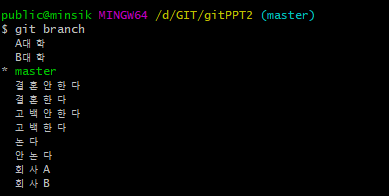 public@minsik MINGW64 /d/GIT/gitPPT2 (master)
$ git branch
A대학
B대학
* master
결혼안한다
결혼한다
고백안한다
고백한다
논다
안논다
회사A
회사B